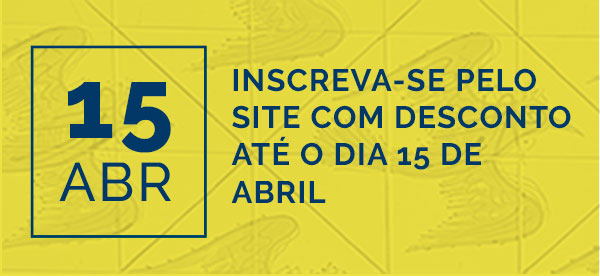 15
ABR
INSCREVA-SE PELO
SITE COM DESCONTO
ATÉ O DIA 15 DE
ABRIL